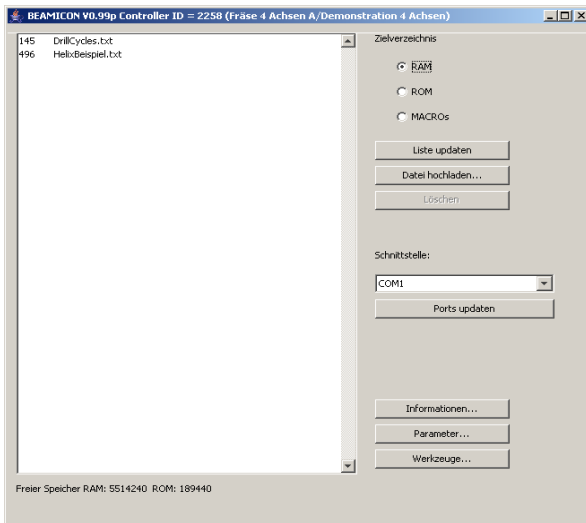 BEAMICON V0.99p Controller ID = 2258 (Fräse 4 Achsen A/Demonstration 4 Achsen)
145 DrillCycles.txt
496 HelixBeispiel.txt
Zielverzeichnis
RAM
ROM
MACROs
Liste updaten
Datei hochladen...
Löschen
Schnittstelle:
COM1
Ports updaten
Informationen...
Parameter...
Werkzeuge...
Freier Speicher RAM: 5514240 ROM: 189440